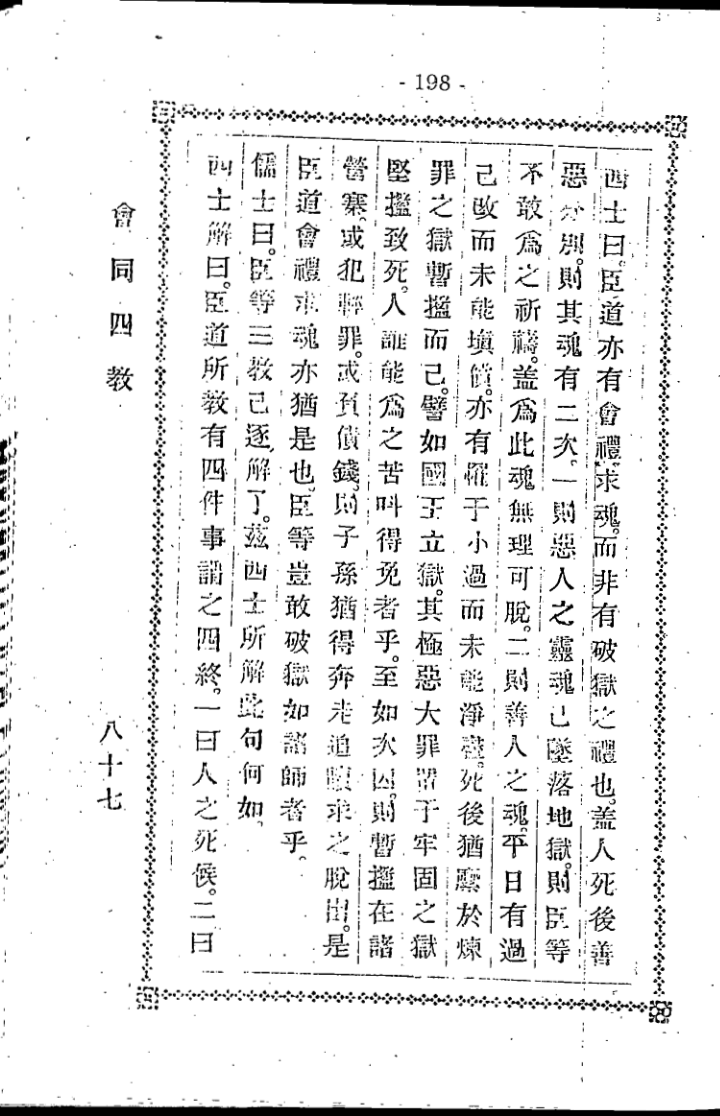 - 198 -
西士曰。臣道亦有會禮求魂。而非有破獄之禮也。蓋人死後善
惡分別。則其魂有二次。一則惡人之靈魂已墜落地獄。則臣等
不敢爲之祈禱。蓋爲此魂無理可脫。二則善人之魂。平日有過
己改而未能塡償。亦有懼于小過而未能淨盡。死後猶 於煉
罪之獄暫搵而己。譬如國王立獄。其極惡大罪 于牢固之獄
堅搵致死。人誰能爲之苦叫得免者乎。至如次囚。則暫搵在諸
營寨。或犯輕罪。或負債錢。則子孫猶得奔走追 求之脫出。是
臣道會禮求魂亦猶是也。臣等豈敢破獄如諸師者乎。
儒士曰。臣等三教己逐解了。茲西士所解此句何如。
西士解曰。臣道所教有四件事謂之四終。一曰人之死候。二曰
會同四教
八十七